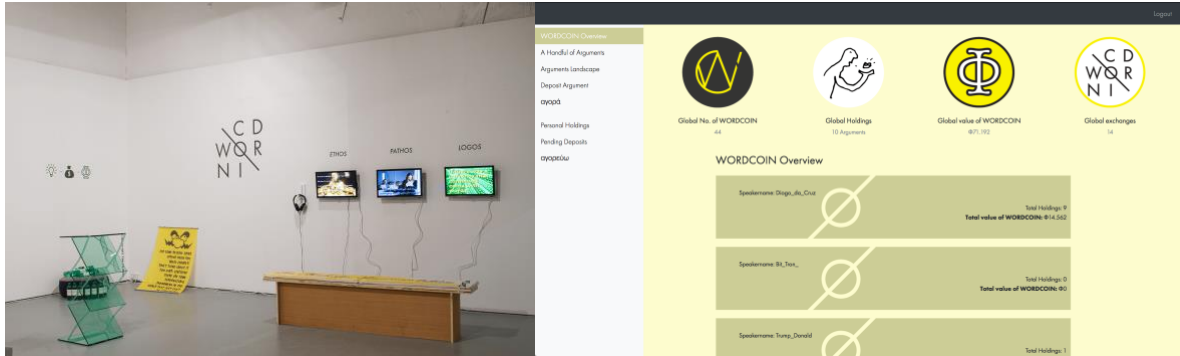 C D
W O R
N I
ETHOS
PATHOS
LOGOS
Logout
WORDCOIN Overview
A Handful of Arguments
Arguments Landscape
Deposit Argument
αγορά
Personal Holdings
Pending Deposits
αγορεύω
C D
W O R
N I
Global No. of WORDCOIN
44
Global Holdings
10 Arguments
Global value of WORDCOIN
Φ71,192
Global exchanges
14
WORDCOIN Overview
Speakername: Diogo_da_Cruz
Total Holdings: 9
Total value of WORDCOIN: Φ14,562
Speakername: Bit_Tron_
Total Holdings: 0
Total value of WORDCOIN: Φ0
Speakername: Trump_Donald
Total Holdings: 1